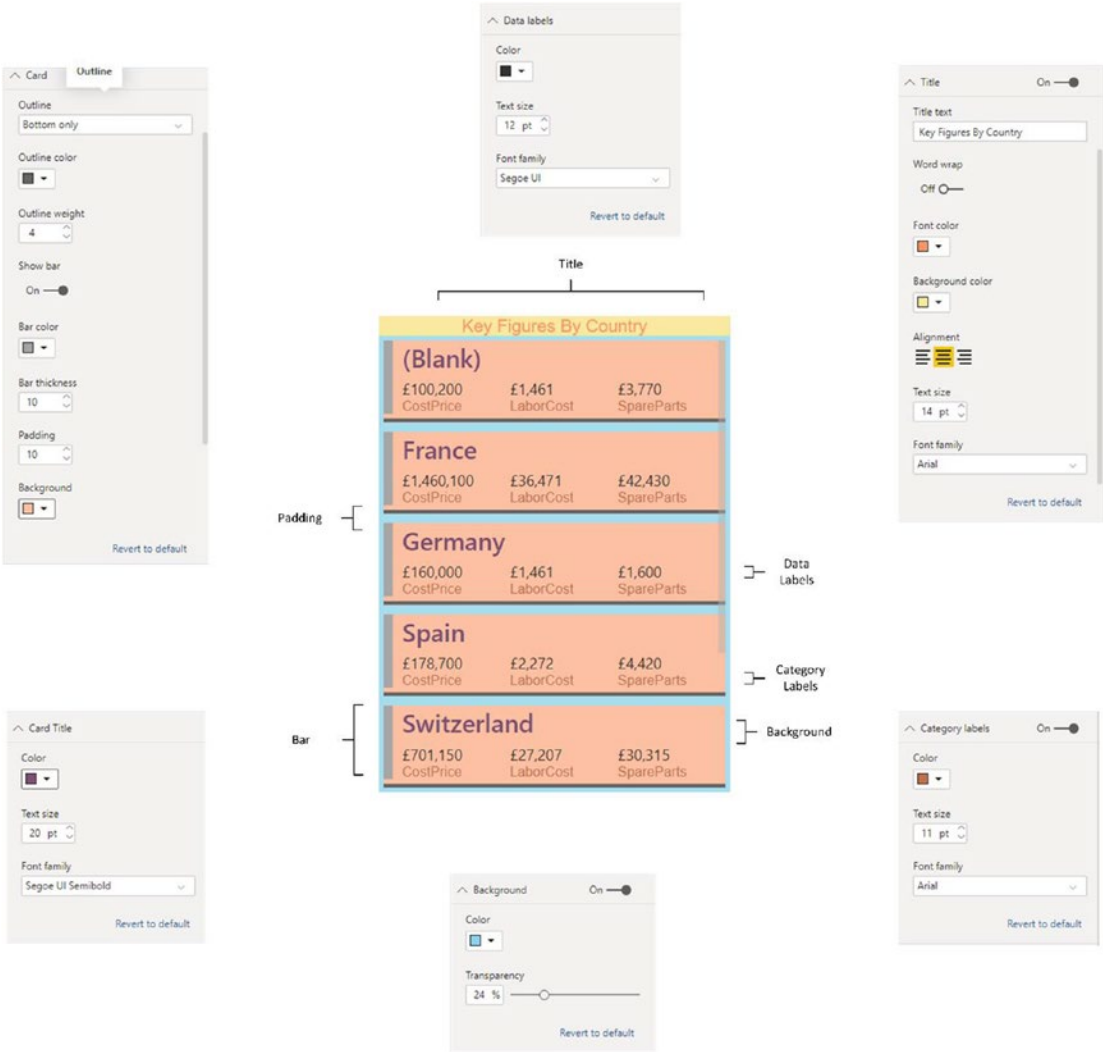 Data labels
Color
Text size
12 pt
Font family
Segoe UI
Revert to default
Card
Outline
Outline
Bottom only
Outline color
Outline weight
4
Show bar
On
Bar color
Bar thickness
10
Padding
10
Background
Revert to default
Title On
Title text
Key Figures By Country
Word wrap
Off
Font color
Background color
Alignment
Text size
14 pt
Font family
Arial
Revert to default
Title
Key Figures By Country
(Blank)
£100,200 £1,461 £3,770
CostPrice LaborCost SpareParts
France
£1,460,100 £36,471 £42,430
CostPrice LaborCost SpareParts
Germany
£160,000 £1,461 £1,600
CostPrice LaborCost SpareParts
Spain
£178,700 £2,272 £4,420
CostPrice LaborCost SpareParts
Switzerland
£701,150 £27,207 £30,315
CostPrice LaborCost SpareParts
Padding
Bar
Data
Labels
Category
Labels
Background
Card Title
Color
Text size
20 pt
Font family
Segoe UI Semibold
Revert to default
Background On
Color
Transparency
24 %
Revert to default
Category labels On
Color
Text size
11 pt
Font family
Arial
Revert to default